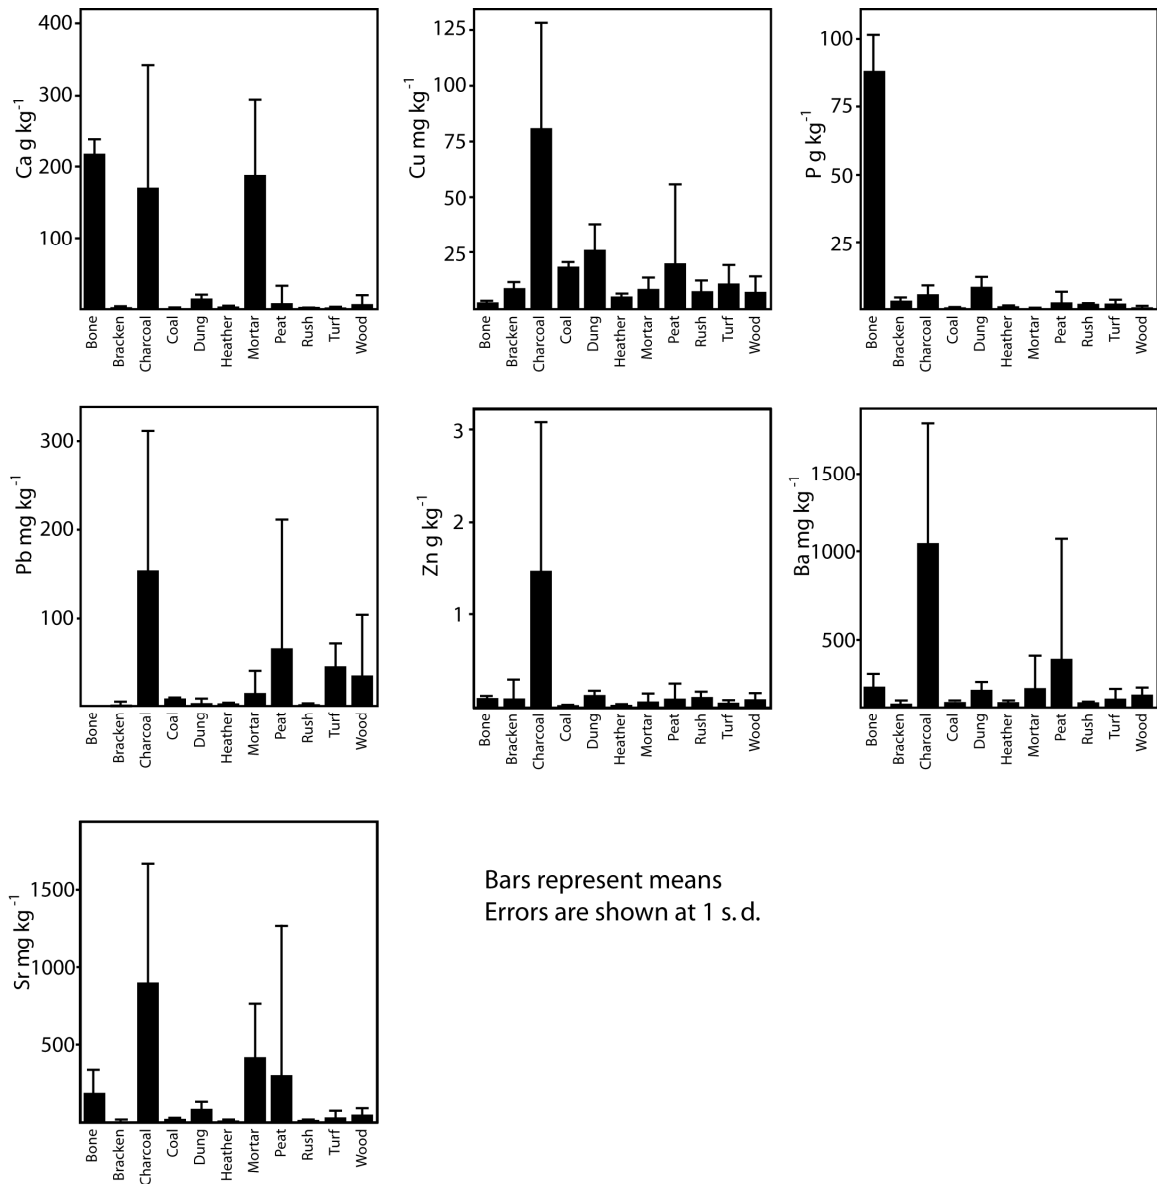 400
300
200
100
Ca g kg-1
Bone
Bracken
Charcoal
Coal
Dung
Heather
Mortar
Peat
Rush
Turf
Wood
125
100
75
50
25
Cu mg kg-1
Bone
Bracken
Charcoal
Coal
Dung
Heather
Mortar
Peat
Rush
Turf
Wood
100
75
50
25
P g kg-1
Bone
Bracken
Charcoal
Coal
Dung
Heather
Mortar
Peat
Rush
Turf
Wood
300
200
100
Pb mg kg-1
Bone
Bracken
Charcoal
Coal
Dung
Heather
Mortar
Peat
Rush
Turf
Wood
3
2
1
Zn g kg-1
Bone
Bracken
Charcoal
Coal
Dung
Heather
Mortar
Peat
Rush
Turf
Wood
1500
1000
500
Ba mg kg-1
Bone
Bracken
Charcoal
Coal
Dung
Heather
Mortar
Peat
Rush
Turf
Wood
1500
1000
500
Sr mg kg-1
Bone
Bracken
Charcoal
Coal
Dung
Heather
Mortar
Peat
Rush
Turf
Wood
Bars represent means
Errors are shown at 1 s.d.